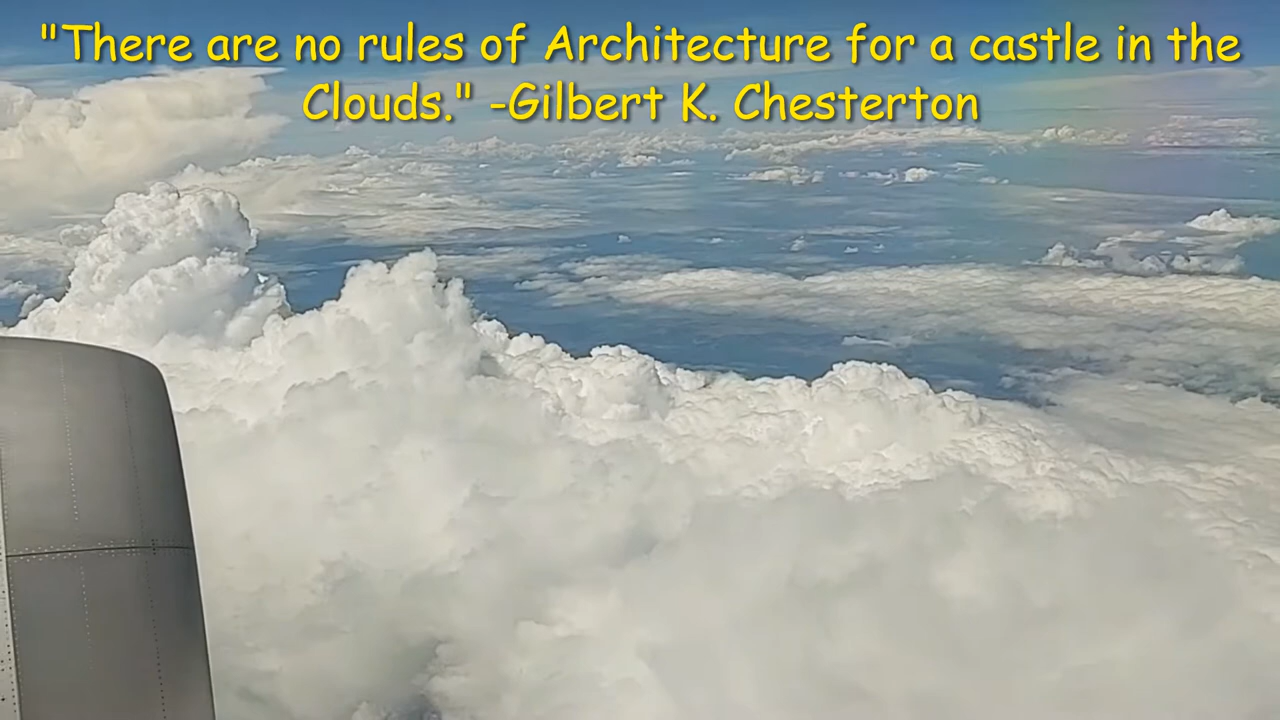 "There are no rules of Architecture for a castle in the
Clouds." -Gilbert K. Chesterton